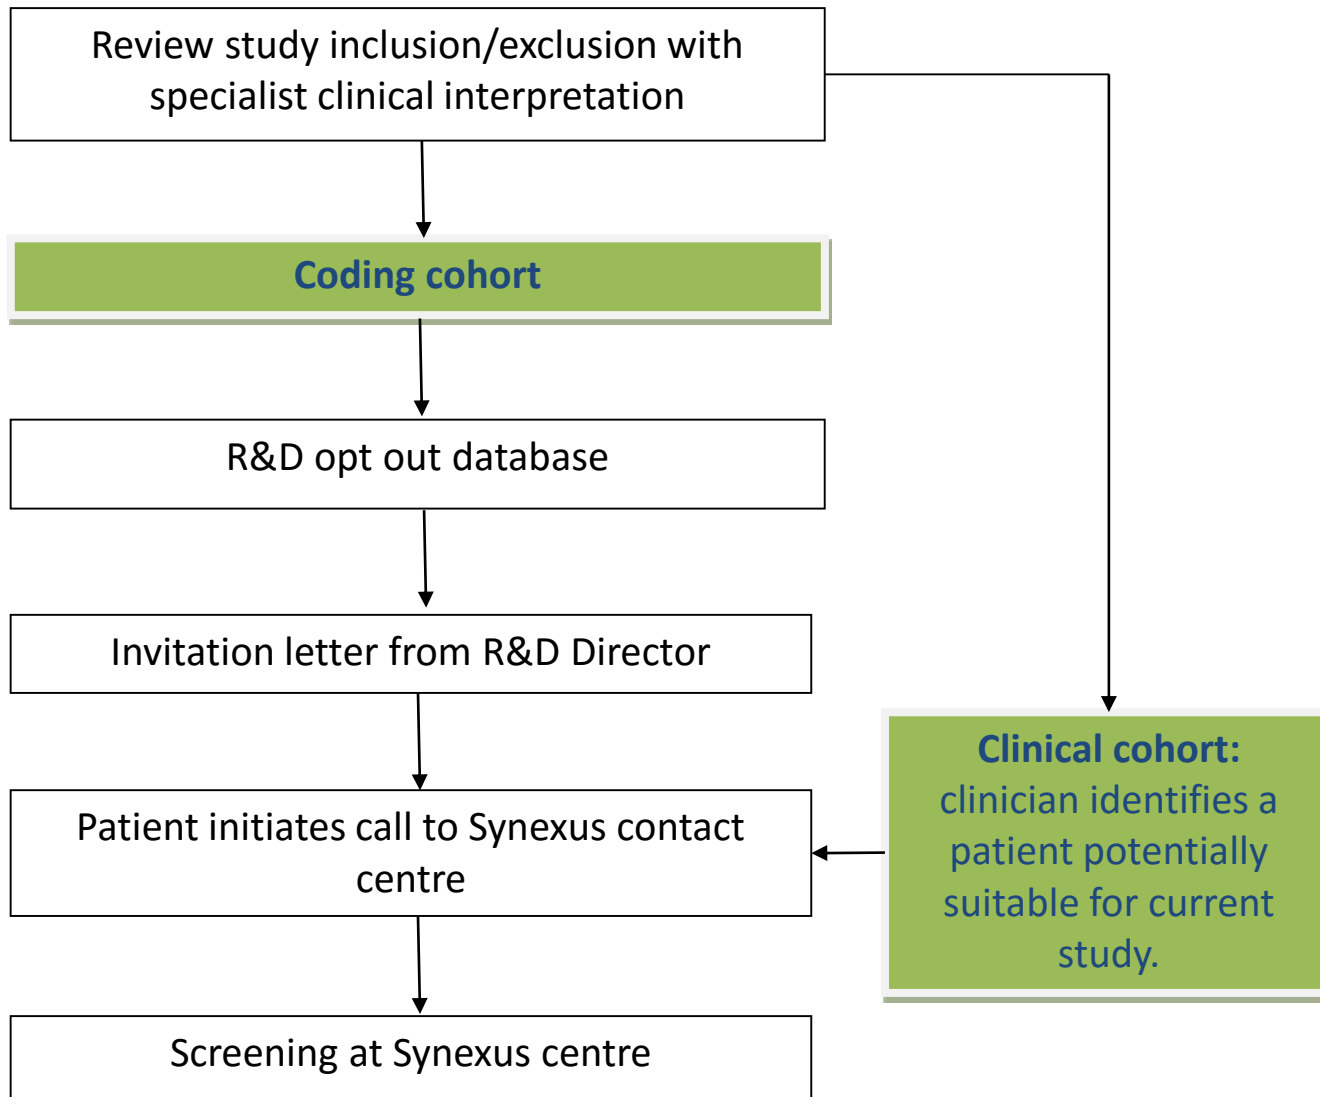 Review study inclusion/exclusion with
specialist clinical interpretation
Coding cohort
R&D opt out database
Invitation letter from R&D Director
Patient initiates call to Synexus contact
centre
Clinical cohort:
clinician identifies a
patient potentially
suitable for current
study.
Screening at Synexus centre